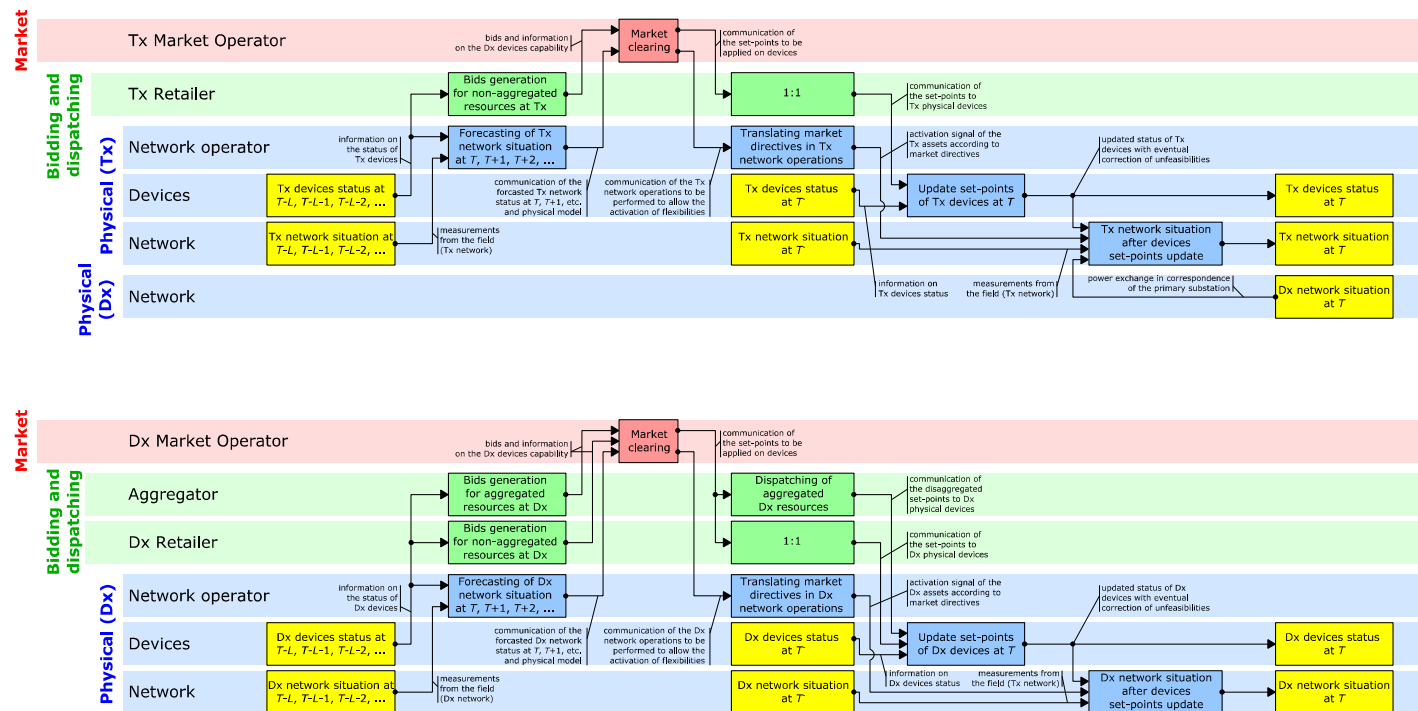 Market
Tx Market Operator
bids and information
on the Dx devices capability
Market
clearing
communication of
the set-points to be
applied on devices
Bidding and
dispatching
Tx Retailer
Bids generation
for non-aggregated
resources at Tx
1:1
communication of
the set-points to
Tx physical devices
Physical (Tx)
Network operator
information on
the status of
Tx devices
Forecasting of Tx
network situation
at T, T+1, T+2, ...
Translating market
directives in Tx
network operations
activation signal of the
Tx assets according to
market directives
updated status of Tx
devices with eventual
correction of unfeasibilities
Devices
Tx devices status at
T-L, T-L-1, T-L-2, ...
communication of the
forcasted Tx network
status at T, T+1, etc.
and physical model
communication of the Tx
network operations to be
performed to allow the
activation of flexibilities
Tx devices status
at T
Update set-points
of Tx devices at T
Tx devices status
at T
Network
Tx network situation at
T-L, T-L-1, T-L-2, ...
measurements
from the field
(Tx network)
Tx network situation
at T
Tx network situation
after devices
set-points update
Tx network situation
at T
Physical
(Dx)
Network
information on
Tx devices status
measurements from
the field (Tx network)
power exchange in correspondence
of the primary substation
Dx network situation
at T
Market
Dx Market Operator
bids and information
on the Dx devices capability
Market
clearing
communication of
the set-points to be
applied on devices
Bidding and
dispatching
Aggregator
Bids generation
for aggregated
resources at Dx
Dispatching of
aggregated
Dx resources
communication of
the disaggregated
set-points to Dx
physical devices
Dx Retailer
Bids generation
for non-aggregated
resources at Dx
1:1
communication of
the set-points to
Dx physical devices
Physical (Dx)
Network operator
information on
the status of
Dx devices
Forecasting of Dx
network situation
at T, T+1, T+2, ...
Translating market
directives in Dx
network operations
activation signal of the
Dx assets according to
market directives
updated status of Dx
devices with eventual
correction of unfeasibilities
Devices
Dx devices status at
T-L, T-L-1, T-L-2, ...
communication of the
forcasted Dx network
status at T, T+1, etc.
and physical model
communication of the Dx
network operations to be
performed to allow the
activation of flexibilities
Dx devices status
at T
Update set-points
of Dx devices at T
Dx devices status
at T
Network
Dx network situation at
T-L, T-L-1, T-L-2, ...
measurements
from the field
(Dx network)
Dx network situation
at T
information on
Dx devices status
measurements from
the field (Tx network)
Dx network situation
after devices
set-points update
Dx network situation
at T